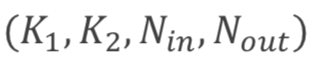 (K₁, K₂, Nᵢₙ, Nₒᵤₜ)